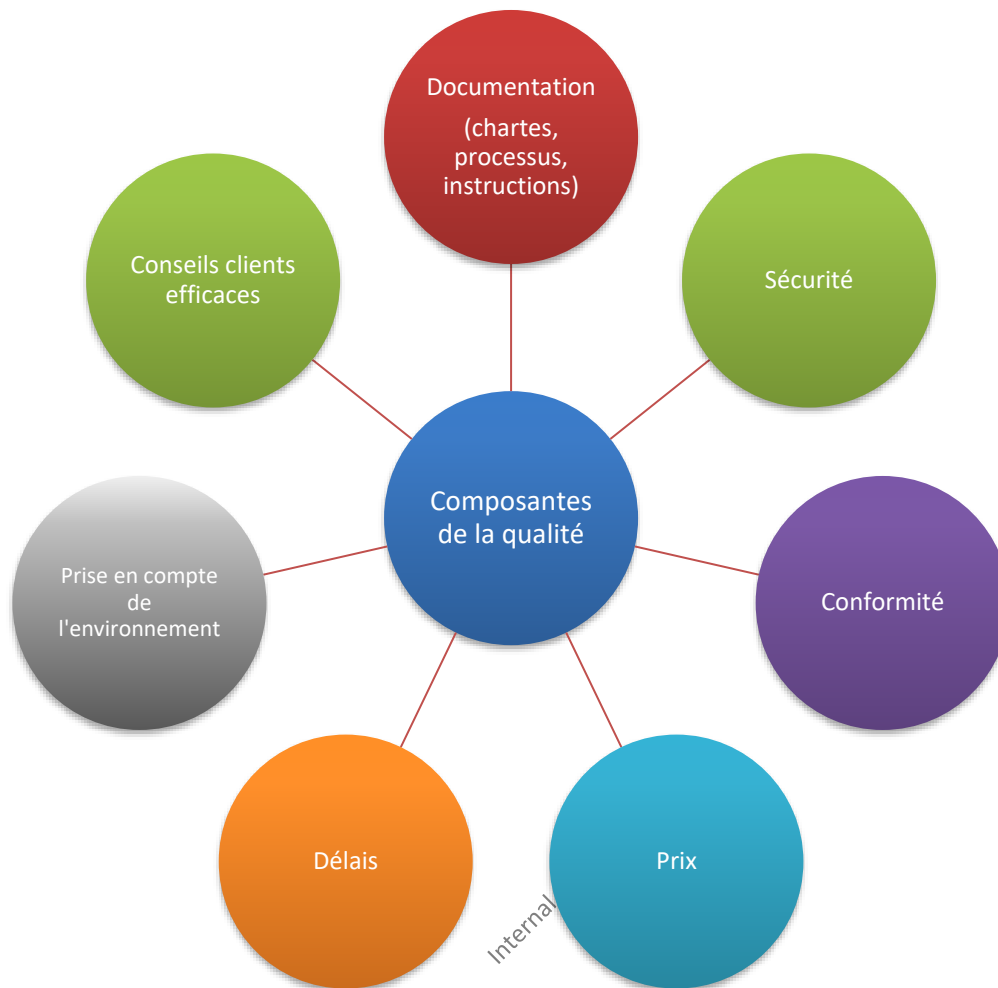 Documentation
(chartes,
processus,
instructions)
Conseils clients
efficaces
Sécurité
Composantes
de la qualité
Prise en compte
de
l'environnement
Conformité
Délais
Prix
Internal